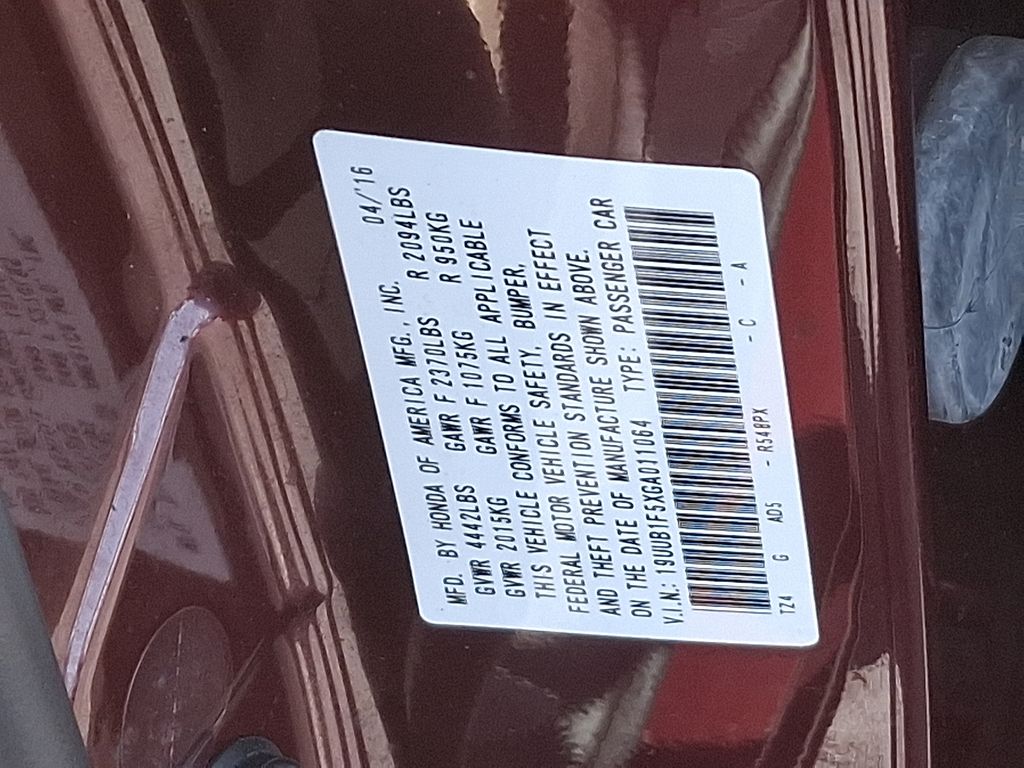 MFD. BY HONDA OF AMERICA MFG., INC. 04/'16
GVWR 4442LBS GAWR F 2370LBS R 2094LBS
GVWR 2015KG GAWR F 1075KG R 950KG
THIS VEHICLE CONFORMS TO ALL APPLICABLE
FEDERAL MOTOR VEHICLE SAFETY, BUMPER,
AND THEFT PREVENTION STANDARDS IN EFFECT
ON THE DATE OF MANUFACTURE SHOWN ABOVE.
V.I.N.: 19UUB1F5XGA011064 TYPE: PASSENGER CAR
TZ4 G AD5 - R548PX - C - A